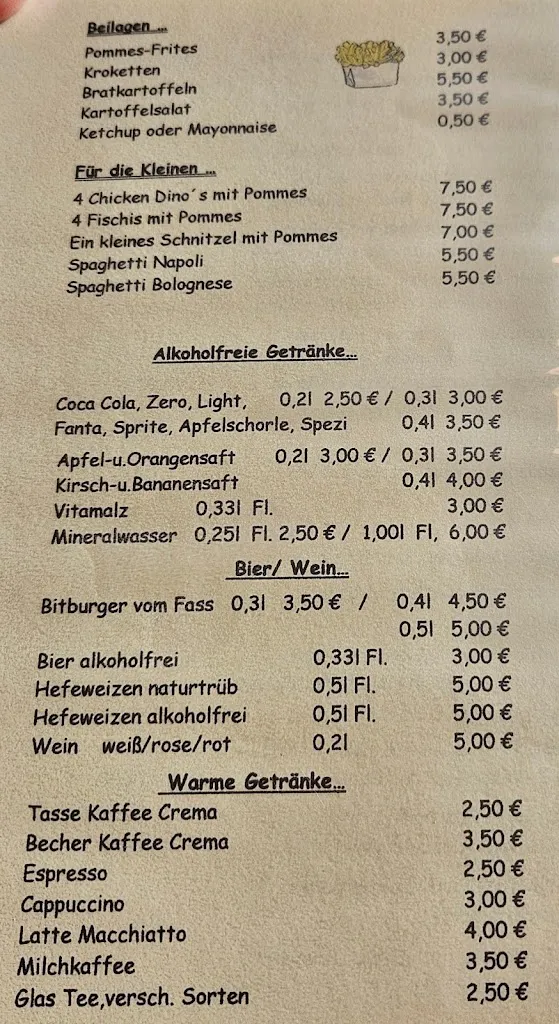 Beilagen ...
Pommes-Frites 3,50 €
Kroketten 3,00 €
Bratkartoffeln 5,50 €
Kartoffelsalat 3,50 €
Ketchup oder Mayonnaise 0,50 €
Für die Kleinen ...
4 Chicken Dino´s mit Pommes 7,50 €
4 Fischis mit Pommes 7,50 €
Ein kleines Schnitzel mit Pommes 7,00 €
Spaghetti Napoli 5,50 €
Spaghetti Bolognese 5,50 €
Alkoholfreie Getränke...
Coca Cola, Zero, Light, 0,2l 2,50 € / 0,3l 3,00 €
Fanta, Sprite, Apfelschorle, Spezi 0,4l 3,50 €
Apfel-u.Orangensaft 0,2l 3,00 € / 0,3l 3,50 €
Kirsch-u.Bananensaft 0,4l 4,00 €
Vitamalz 0,33l Fl. 3,00 €
Mineralwasser 0,25l Fl. 2,50 € / 1,00l Fl, 6,00 €
Bier/ Wein...
Bitburger vom Fass 0,3l 3,50 € / 0,4l 4,50 €
0,5l 5,00 €
Bier alkoholfrei 0,33l Fl. 3,00 €
Hefeweizen naturtrüb 0,5l Fl. 5,00 €
Hefeweizen alkoholfrei 0,5l Fl. 5,00 €
Wein weiß/rose/rot 0,2l 5,00 €
Warme Getränke...
Tasse Kaffee Crema 2,50 €
Becher Kaffee Crema 3,50 €
Espresso 2,50 €
Cappuccino 3,00 €
Latte Macchiatto 4,00 €
Milchkaffee 3,50 €
Glas Tee,versch. Sorten 2,50 €